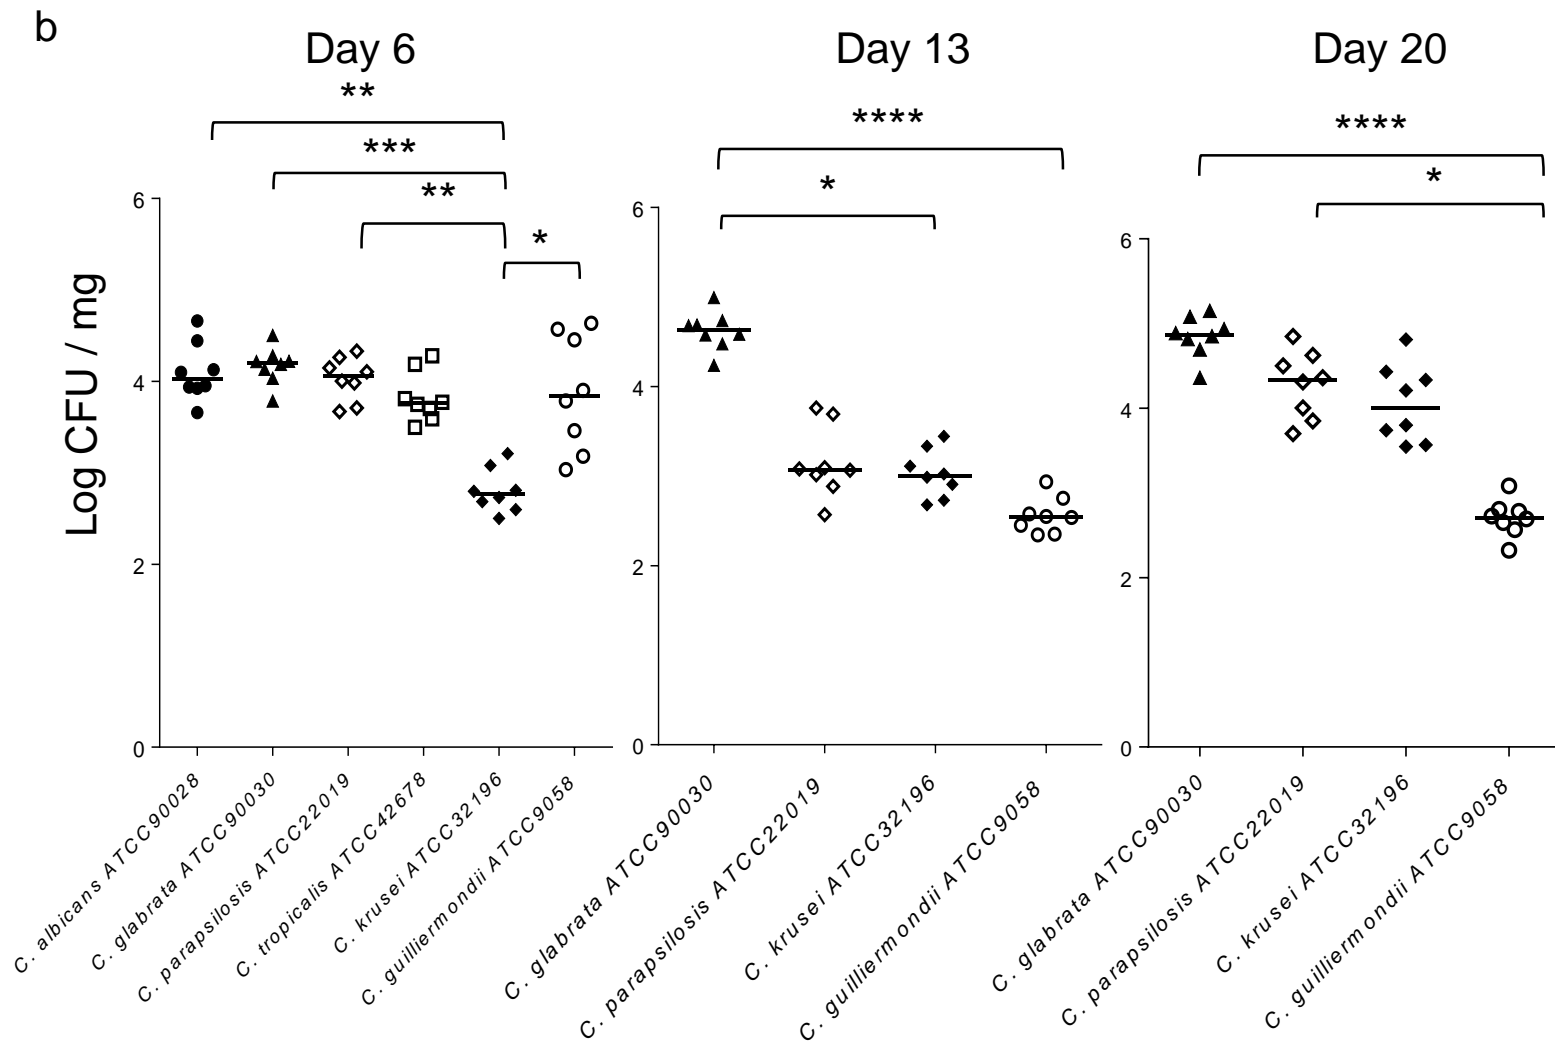 b
Day 6
Day 13
Day 20
**
***
**
*
****
*
****
*
Log CFU / mg
6
4
2
0
6
4
2
0
6
4
2
0
C. albicans ATCC90028
C. glabrata ATCC90030
C. parapsilosis ATCC22019
C. tropicalis ATCC42678
C. krusei ATCC32196
C. guilliermondii ATCC9058
C. glabrata ATCC90030
C. parapsilosis ATCC22019
C. krusei ATCC32196
C. guilliermondii ATCC9058
C. glabrata ATCC90030
C. parapsilosis ATCC22019
C. krusei ATCC32196
C. guilliermondii ATCC9058